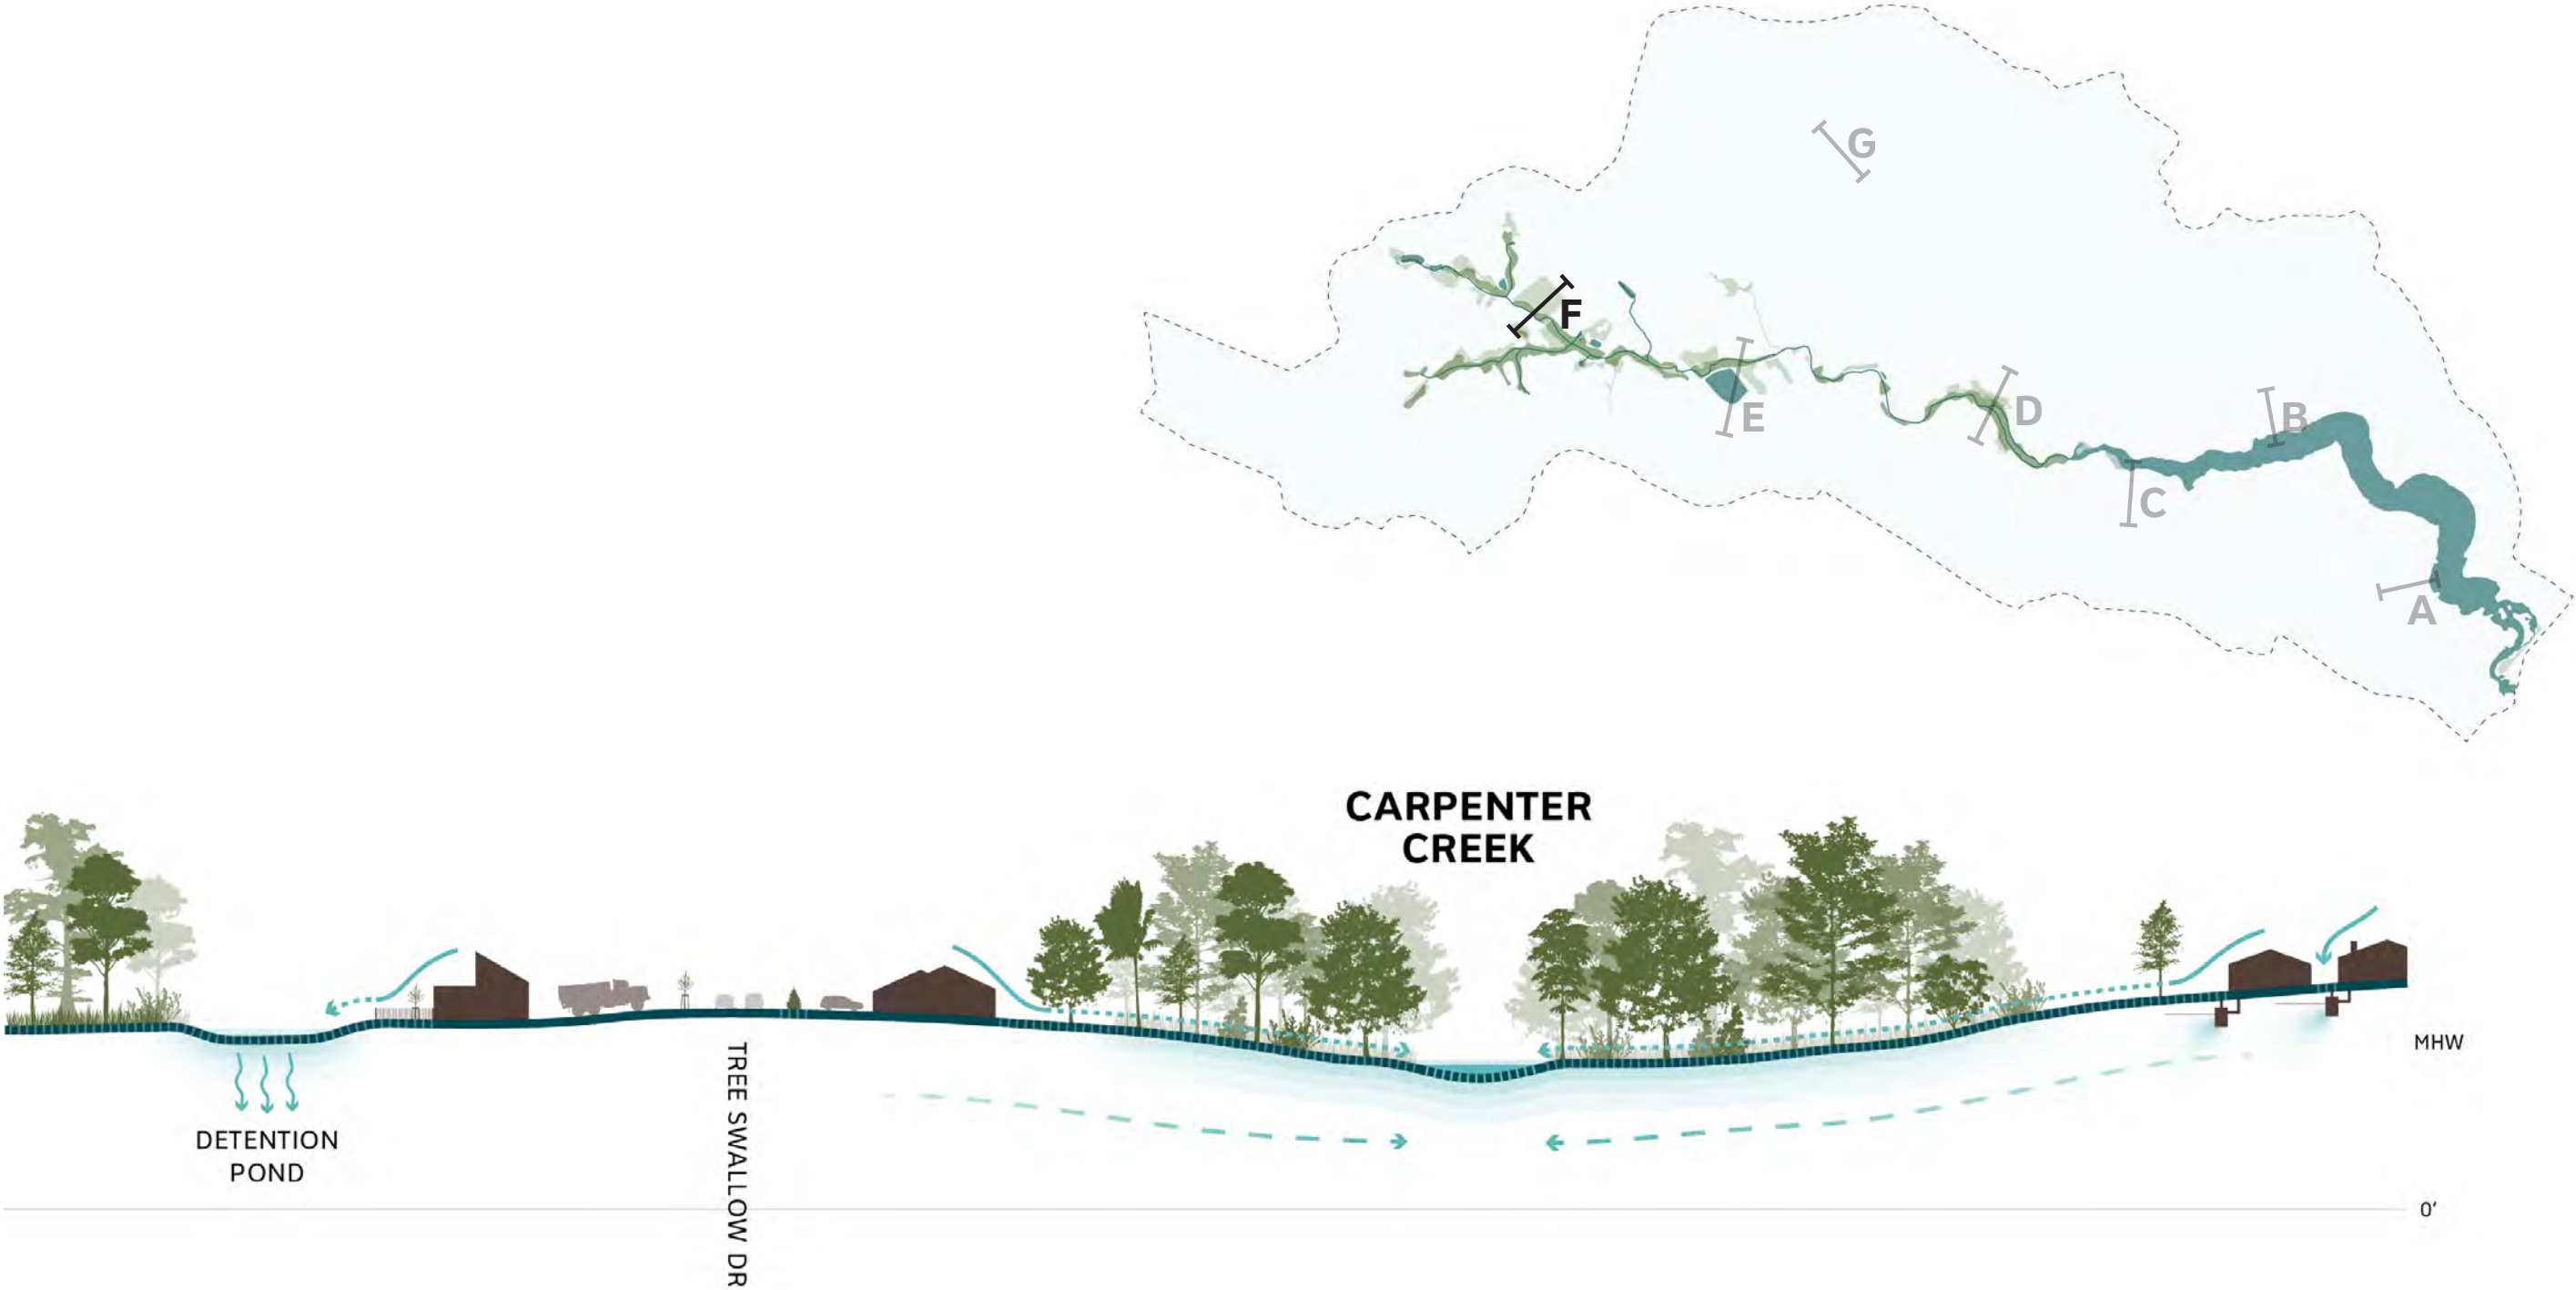 G
F
E
D
B
C
A
CARPENTER
CREEK
MHW
DETENTION
POND
TREE SWALLOW DR
0'